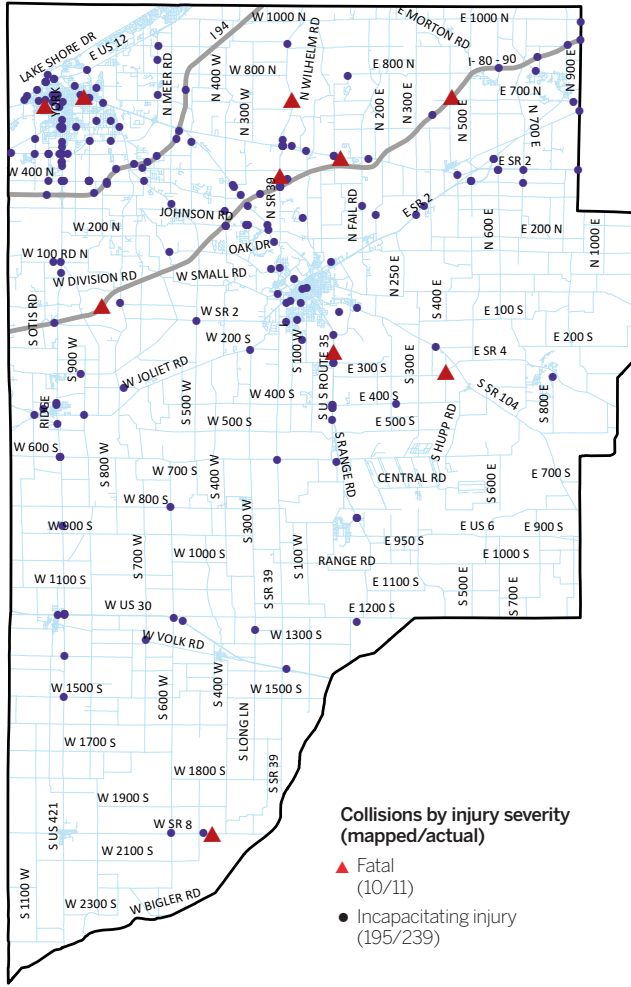 W 1000 N
I 94
N WILHELM RD
E MORTON RD
E 1000 N
LAKE SHORE DR
E US 12
N MEER RD
N 400 W
W 800 N
E 800 N
I- 80 - 90
N 900 E
YORK
N 300 W
N 200 E
N 300 E
E 700 N
N 500 E
N 700 E
W 400 N
E SR 2
JOHNSON RD
N SR 39
N FAIL RD
E SR 2
W 200 N
OAK DR
N 600 E
E 200 N
N 1000 E
W 100 RD N
W DIVISION RD
W SMALL RD
N 250 E
S OTIS RD
W SR 2
S 400 E
E 100 S
W 200 S
S 100 W
S U S ROUTE 35
E 200 S
S 900 W
W JOLIET RD
E 300 S
S 300 E
E SR 4
S SR 104
RIDGE
S 500 W
W 400 S
E 400 S
S 800 E
W 500 S
E 500 S
S HUPP RD
W 600 S
S 800 W
W 700 S
S 400 W
S RANGE RD
CENTRAL RD
S 600 E
E 700 S
W 800 S
S 300 W
W 900 S
E US 6
E 900 S
S 700 W
W 1000 S
S 100 W
E 950 S
E 1000 S
RANGE RD
W 1100 S
S SR 39
E 1100 S
S 500 E
S 700 E
W US 30
E 1200 S
W VOLK RD
W 1300 S
S 400 W
W 1500 S
S 600 W
W 1500 S
W 1700 S
S LONG LN
W 1800 S
S SR 39
W 1900 S
S US 421
W SR 8
W 2100 S
S 1100 W
W 2300 S
W BIGLER RD
Collisions by injury severity
(mapped/actual)
Fatal
(10/11)
Incapacitating injury
(195/239)